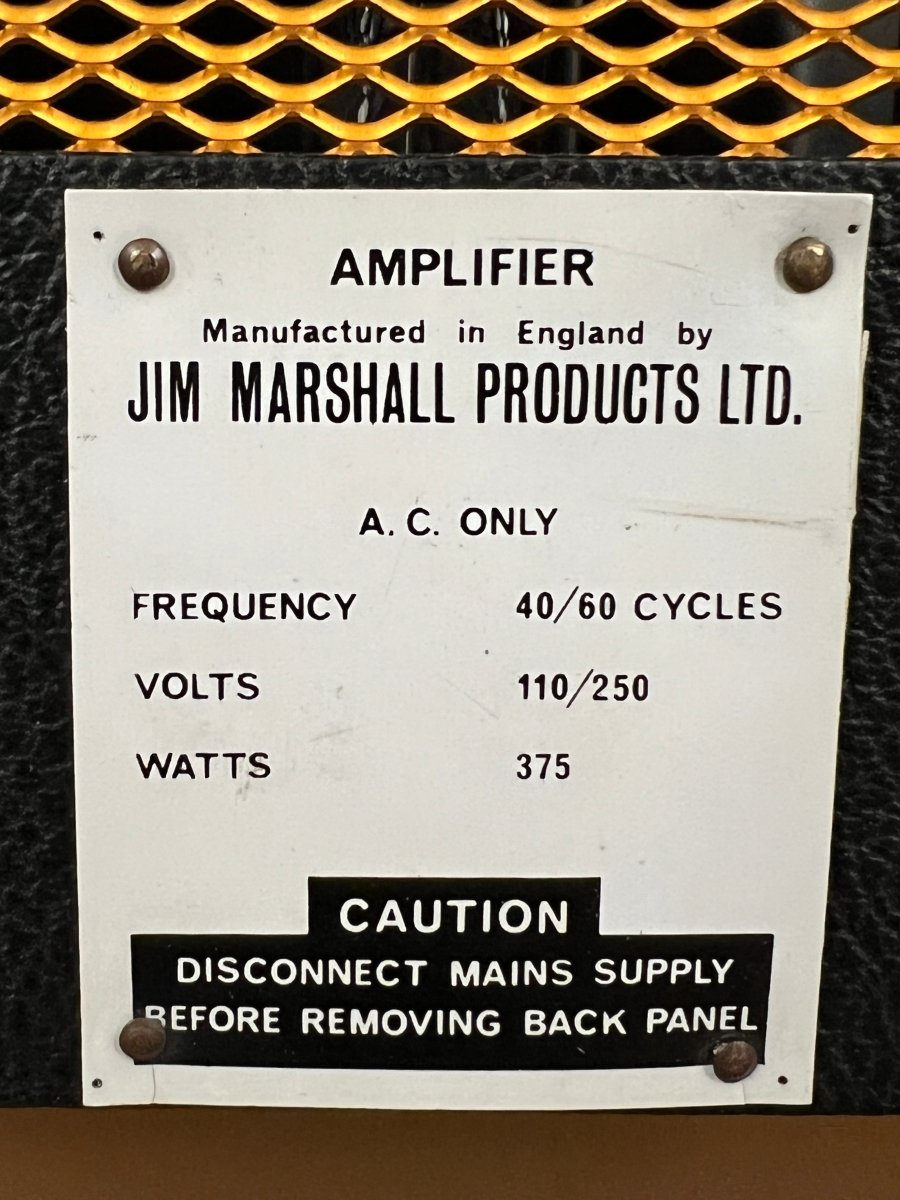 AMPLIFIER
Manufactured in England by
JIM MARSHALL PRODUCTS LTD.
A. C. ONLY
FREQUENCY 40/60 CYCLES
VOLTS 110/250
WATTS 375
CAUTION
DISCONNECT MAINS SUPPLY
BEFORE REMOVING BACK PANEL